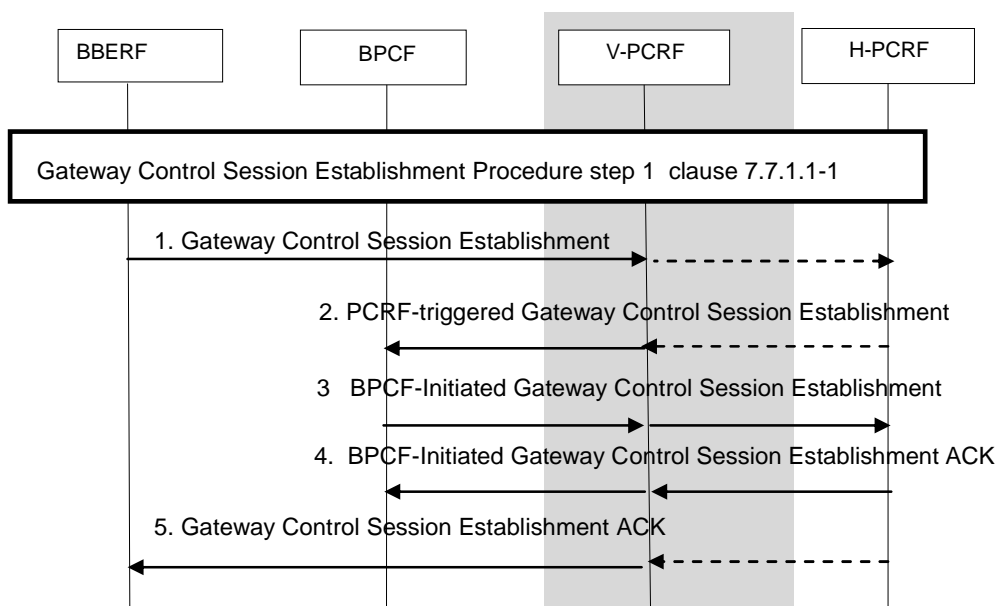 BBERF
BPCF
V-PCRF
H-PCRF
Gateway Control Session Establishment Procedure step 1 clause 7.7.1.1-1
1. Gateway Control Session Establishment
2. PCRF-triggered Gateway Control Session Establishment
3 BPCF-Initiated Gateway Control Session Establishment
4. BPCF-Initiated Gateway Control Session Establishment ACK
5. Gateway Control Session Establishment ACK